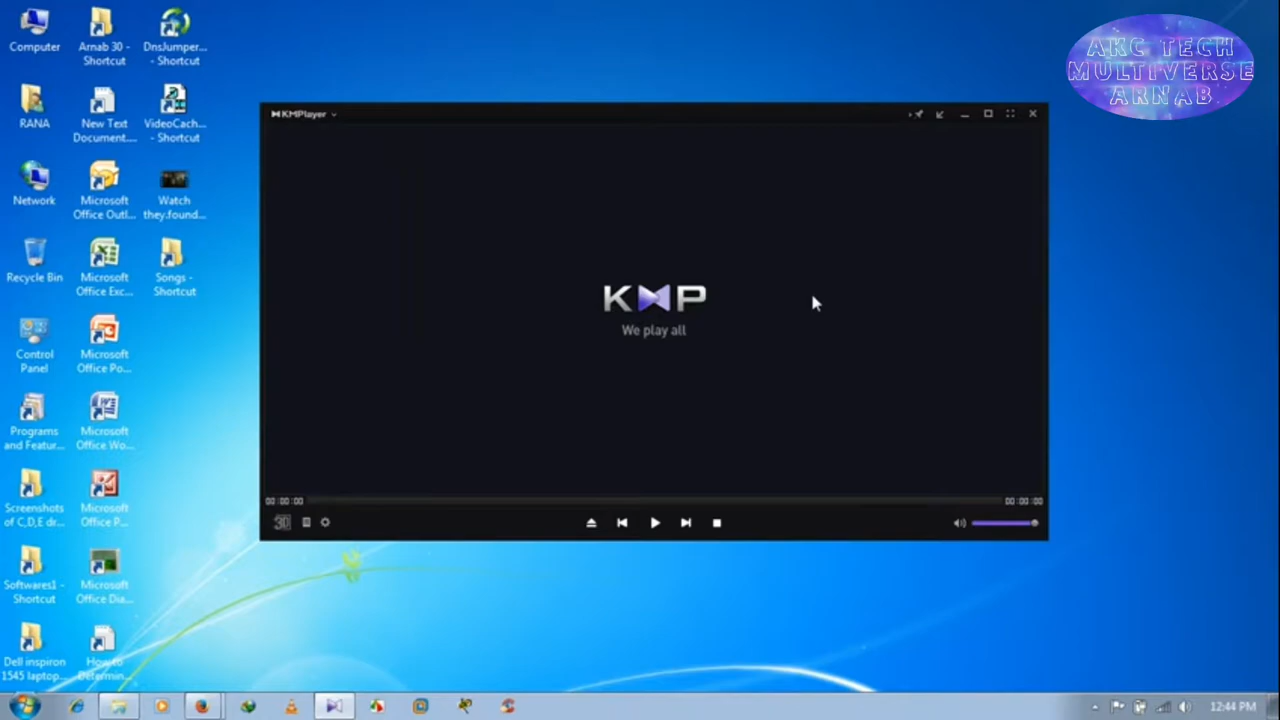 Computer
Arnab 30 -
Shortcut
DnsJumper...
- Shortcut
AKC TECH
MULTIVERSE
ARNAB
RANA
New Text
Document....
VideoCach...
- Shortcut
KMPlayer
Network
Microsoft
Office Outl...
Watch
they.found...
Recycle Bin
Microsoft
Office Exc...
Songs -
Shortcut
KMP
We play all
Control
Panel
Microsoft
Office Po...
Programs
and Featur...
Microsoft
Office Wo...
Screenshots
of C,D,E dr...
Microsoft
Office P...
00:00:00
00:00:00
3D
Softwares1 -
Shortcut
Microsoft
Office Dia...
Dell inspiron
1545 laptop...
How to
Determin...
12:44 PM